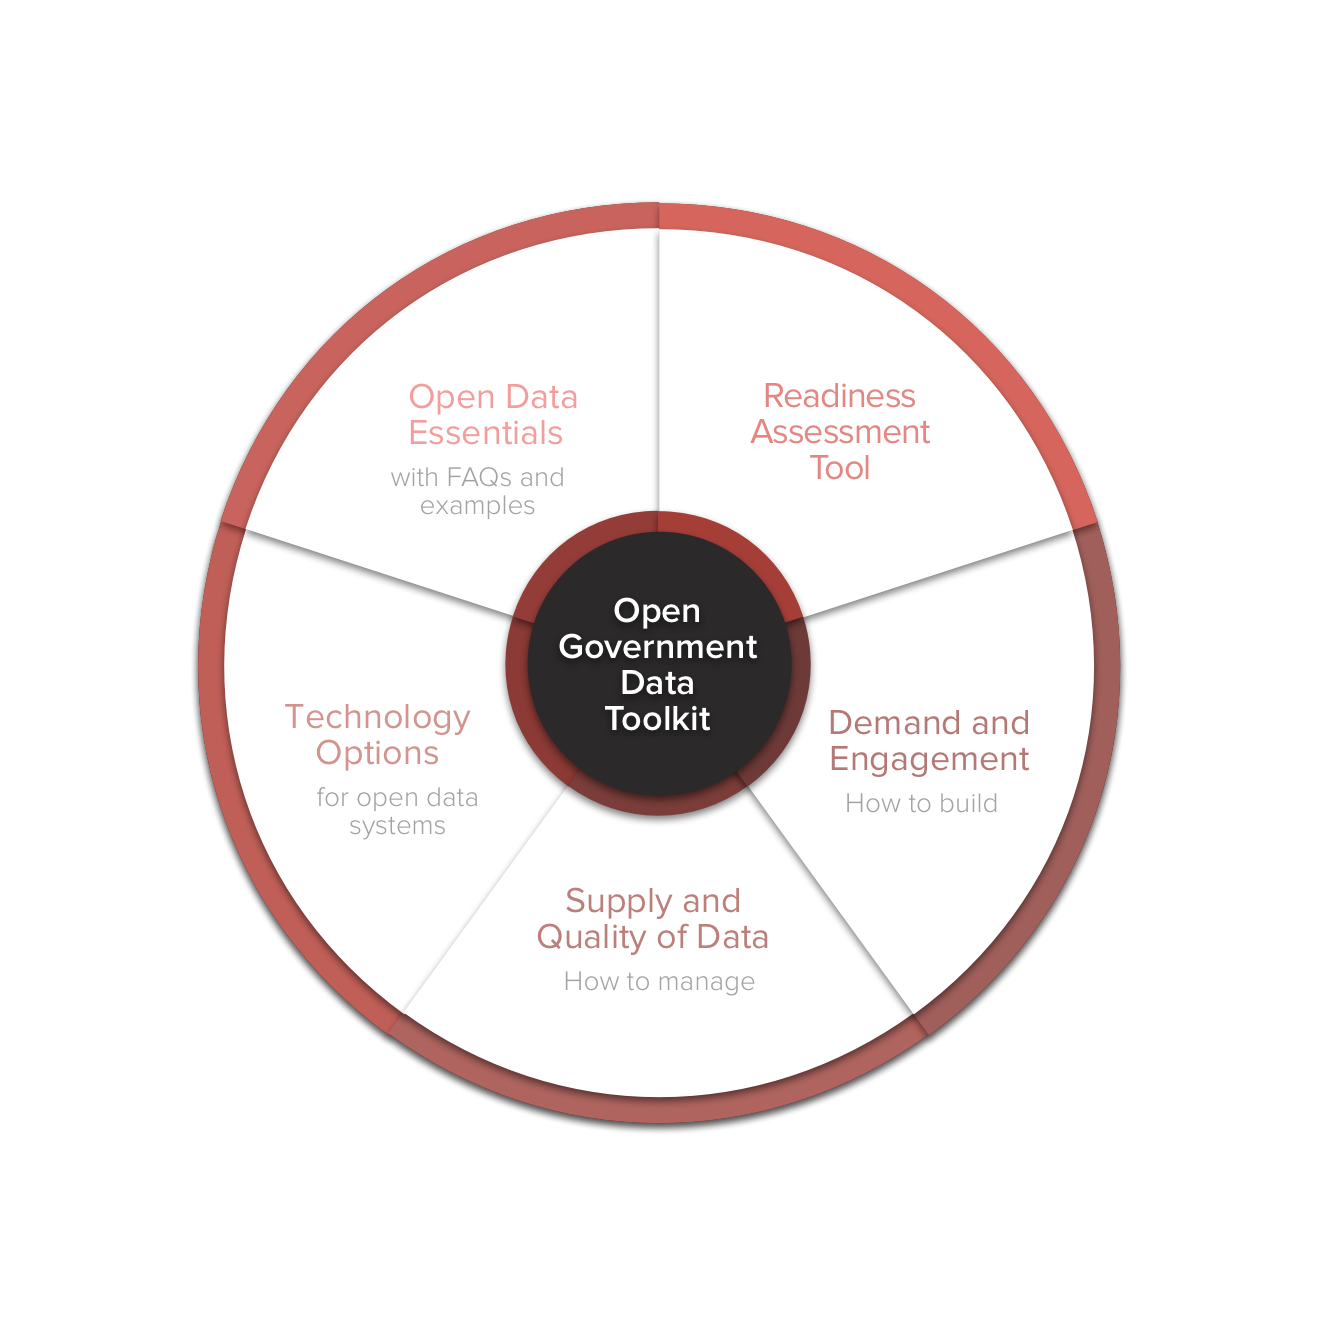 Open Data
Essentials
with FAQs and
examples
Readiness
Assessment
Tool
Open
Government
Data
Toolkit
Technology
Options
for open data
systems
Demand and
Engagement
How to build
Supply and
Quality of Data
How to manage